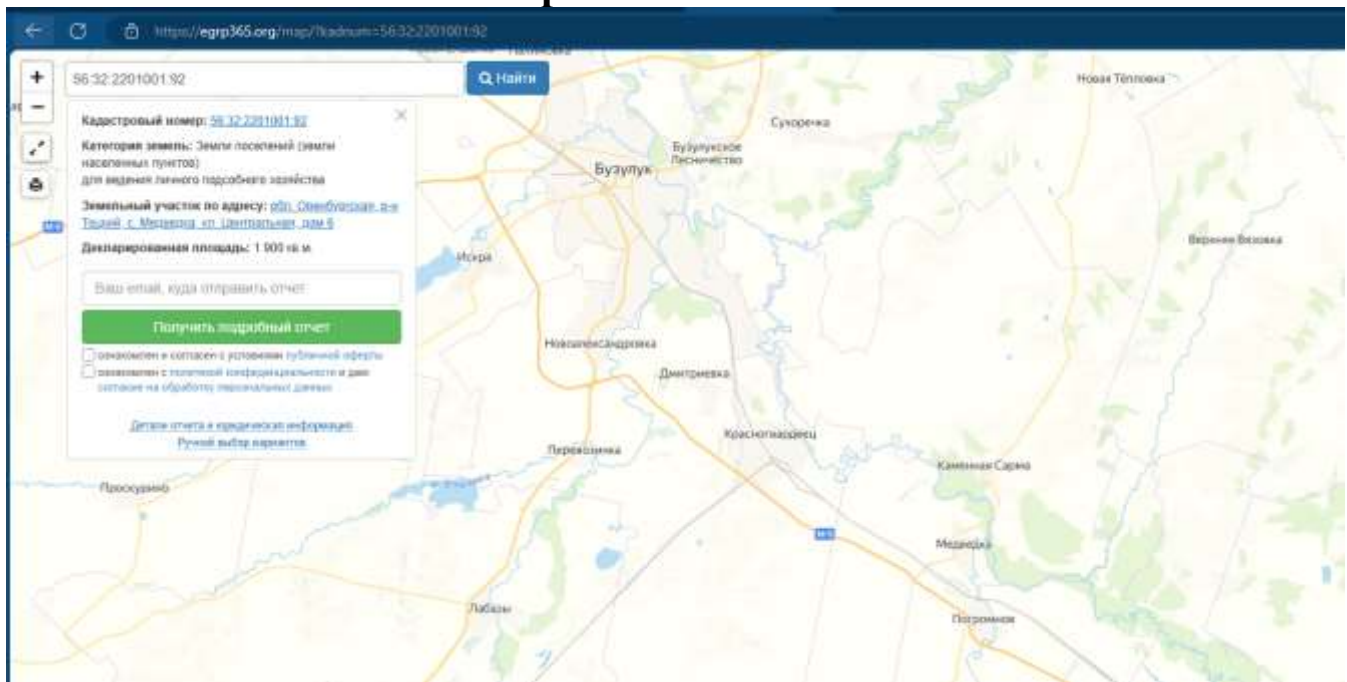 https://egrp365.org/map/?kadnum=56:32:2201001:92
56:32:2201001:92
Найти
Кадастровый номер: 56:32:2201001:92
Категория земель: Земли поселений (земли
населенных пунктов)
для ведения личного подсобного хозяйства
Земельный участок по адресу: обл. Оренбургская, р-н
Тоцкий, с. Медведка, ул. Центральная, дом 6
Декларированная площадь: 1 900 кв.м.
Ваш email, куда отправить отчет
Получить подробный отчет
ознакомлен и согласен с условиями публичной оферты
ознакомлен с политикой конфиденциальности и даю
согласие на обработку персональных данных
Детали отчета и юридическая информация
Ручной выбор вариантов
Новая Тепловка
Сухоречка
Бузулукское
Лесничество
Бузулук
М-5
Верхняя Вязовка
Искра
Новоалександровка
Дмитриевка
Красногвардеец
Перевозинка
Каменная Сарма
Проскурино
М-5
Медведка
Лабазы
Погромное